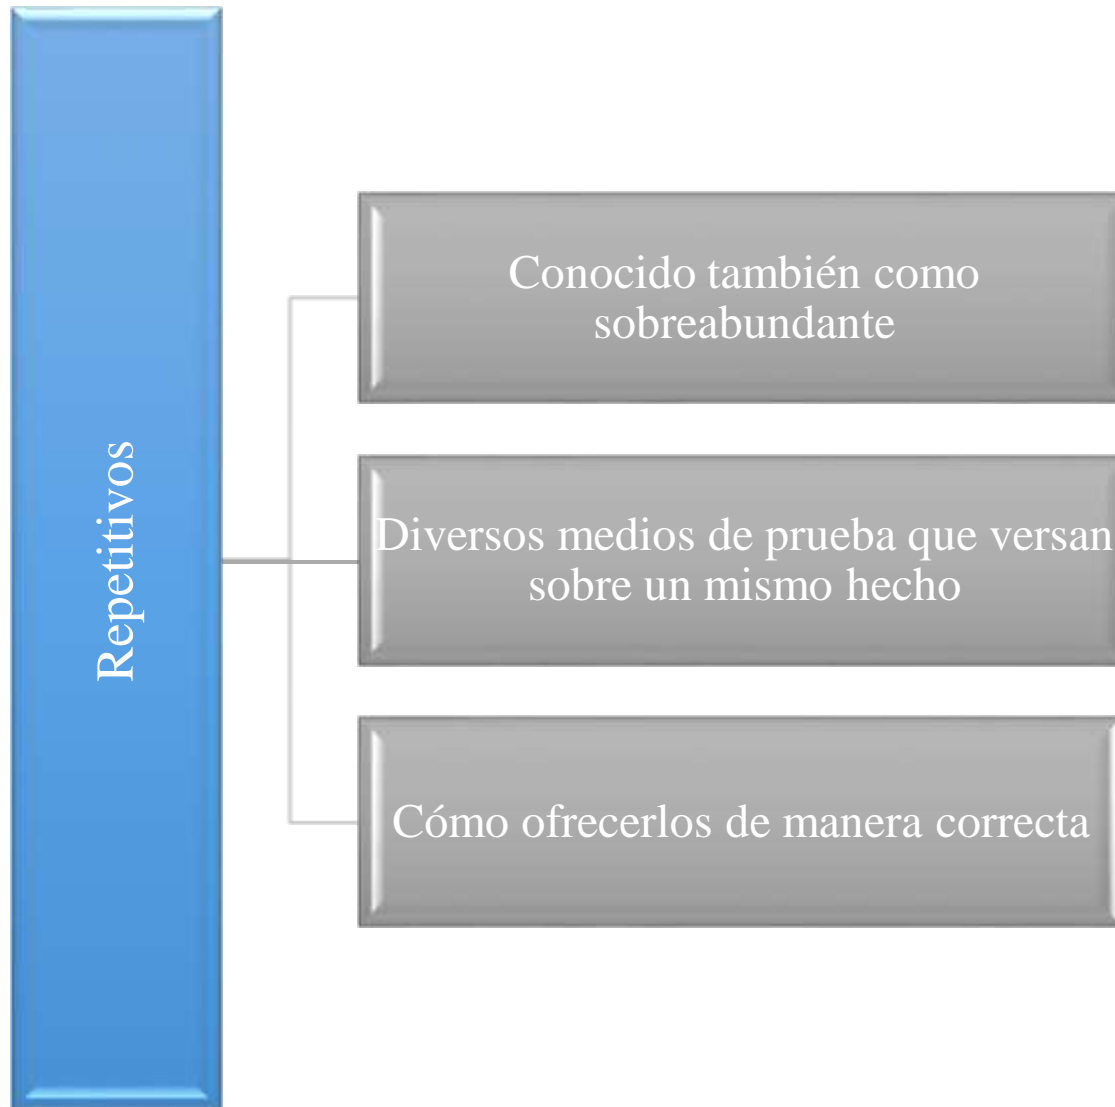 Repetitivos
Conocido también como
sobreabundante
Diversos medios de prueba que versan
sobre un mismo hecho
Cómo ofrecerlos de manera correcta